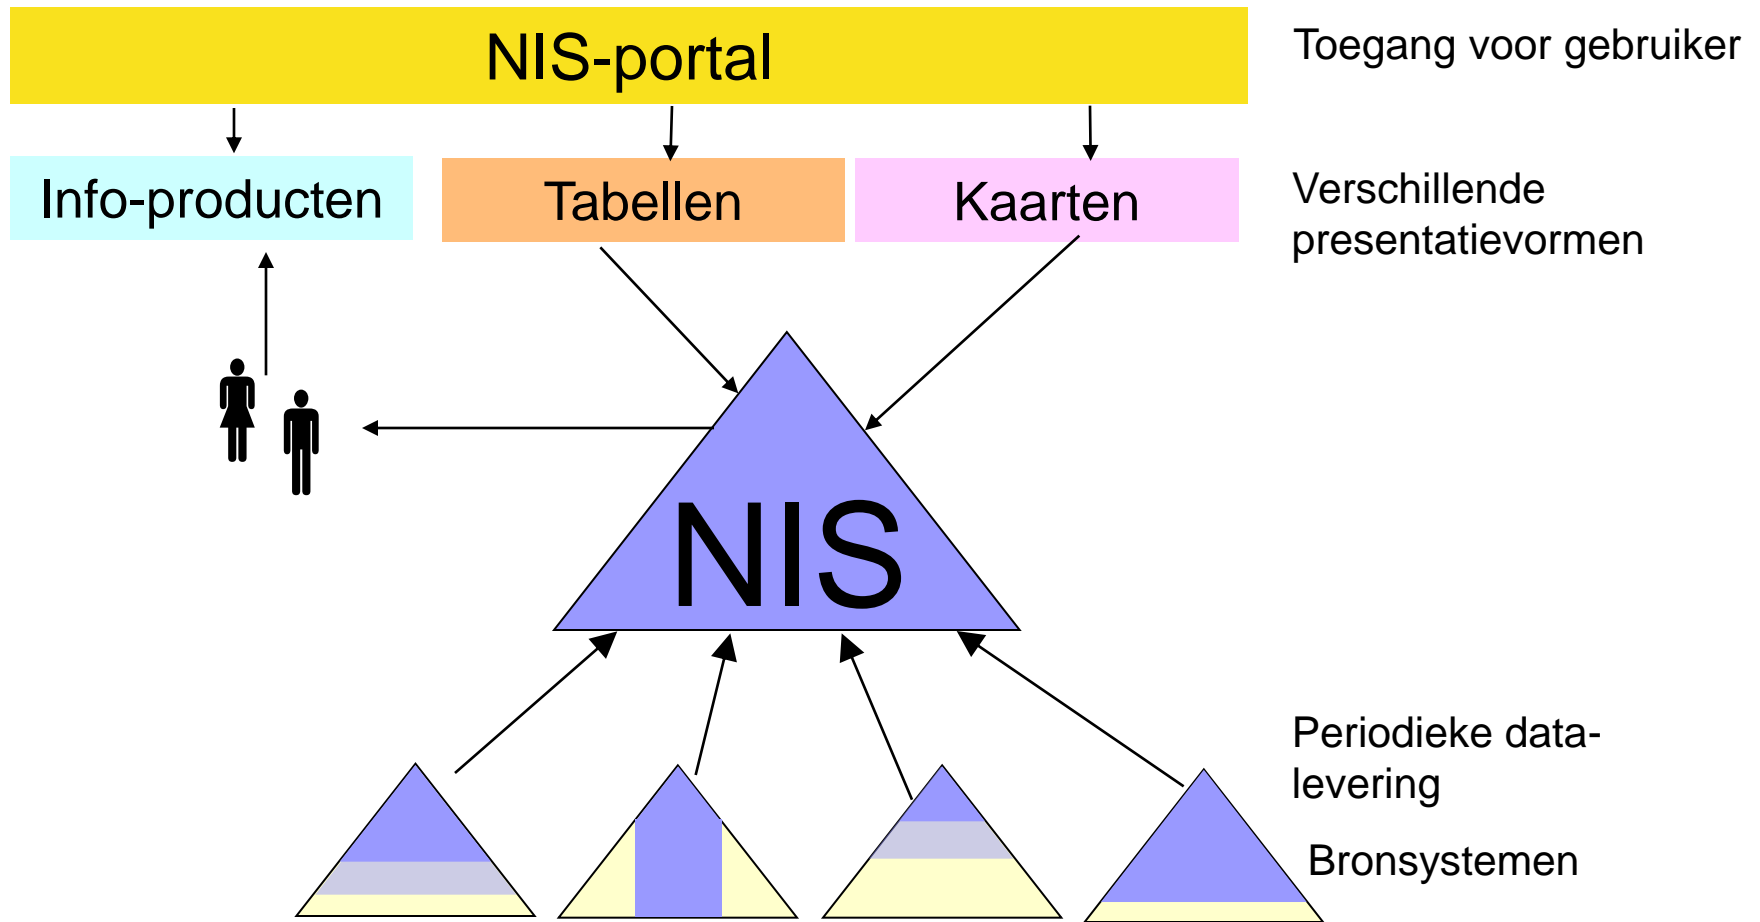 NIS-portal
Toegang voor gebruiker
Info-producten
Tabellen
Kaarten
Verschillende
presentatievormen
NIS
Periodieke data-
levering
Bronsystemen